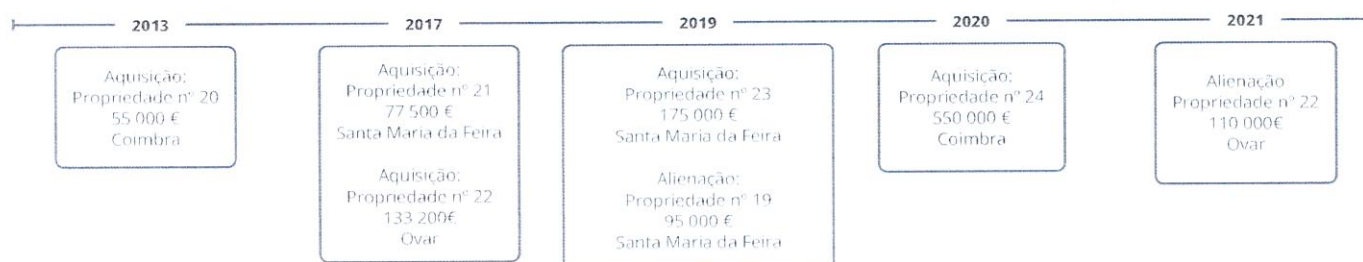 2013
2017
2019
2020
2021
Aquisição:
Propriedade nº 20
55 000 €
Coimbra
Aquisição:
Propriedade nº 21
77 500 €
Santa Maria da Feira
Aquisição:
Propriedade nº 22
133 200€
Ovar
Aquisição:
Propriedade nº 23
175 000 €
Santa Maria da Feira
Alienação:
Propriedade nº 19
95 000 €
Santa Maria da Feira
Aquisição:
Propriedade nº 24
550 000 €
Coimbra
Alienação
Propriedade nº 22
110 000€
Ovar